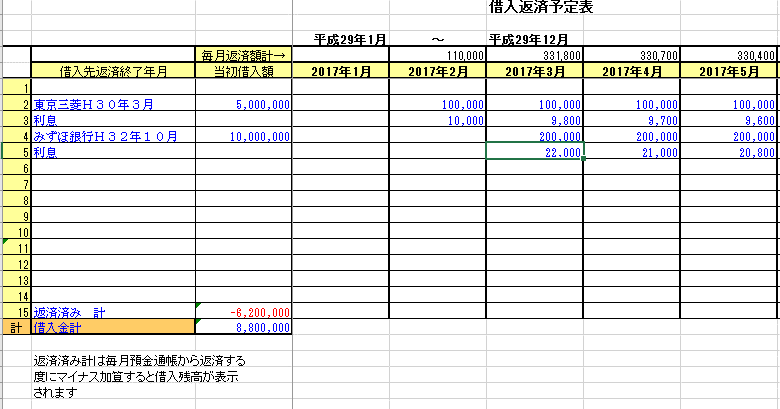 借入返済予定表
平成29年1月 ～ 平成29年12月
毎月返済額計→ 110,000 331,800 330,700 330,400
借入先返済終了年月 当初借入額 2017年1月 2017年2月 2017年3月 2017年4月 2017年5月
1
2 東京三菱Ｈ３０年３月 5,000,000 100,000 100,000 100,000 100,000
3 利息 10,000 9,800 9,700 9,600
4 みずほ銀行Ｈ３２年１０月 10,000,000 200,000 200,000 200,000
5 利息 22,000 21,000 20,800
6
7
8
9
10
11
12
13
14
15 返済済み　計 -6,200,000
計 借入金計 8,800,000
返済済み計は毎月預金通帳から返済する
度にマイナス加算すると借入残高が表示
されます